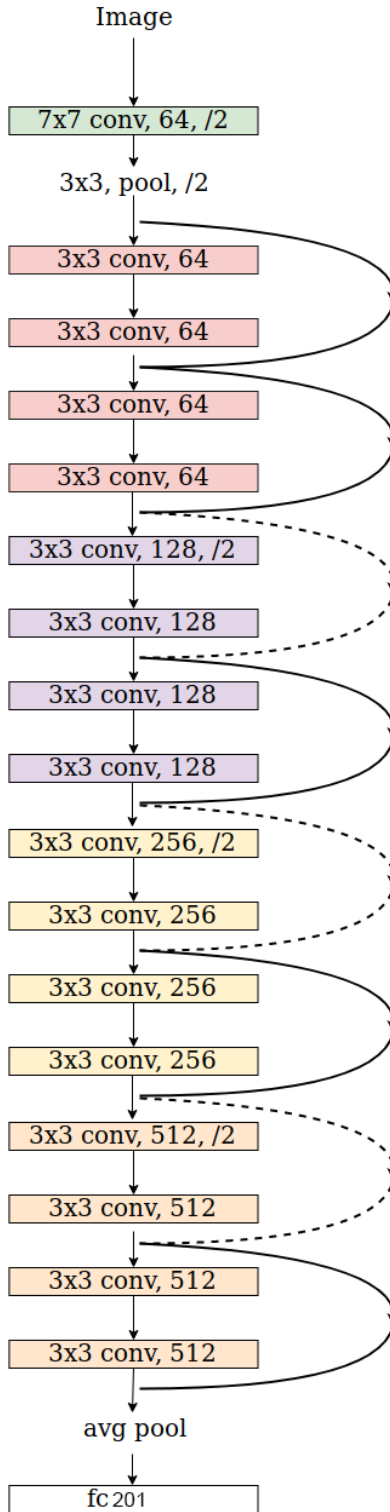 Image
7x7 conv, 64, /2
3x3, pool, /2
3x3 conv, 64
3x3 conv, 64
3x3 conv, 64
3x3 conv, 64
3x3 conv, 128, /2
3x3 conv, 128
3x3 conv, 128
3x3 conv, 128
3x3 conv, 256, /2
3x3 conv, 256
3x3 conv, 256
3x3 conv, 256
3x3 conv, 512, /2
3x3 conv, 512
3x3 conv, 512
3x3 conv, 512
avg pool
fc 201